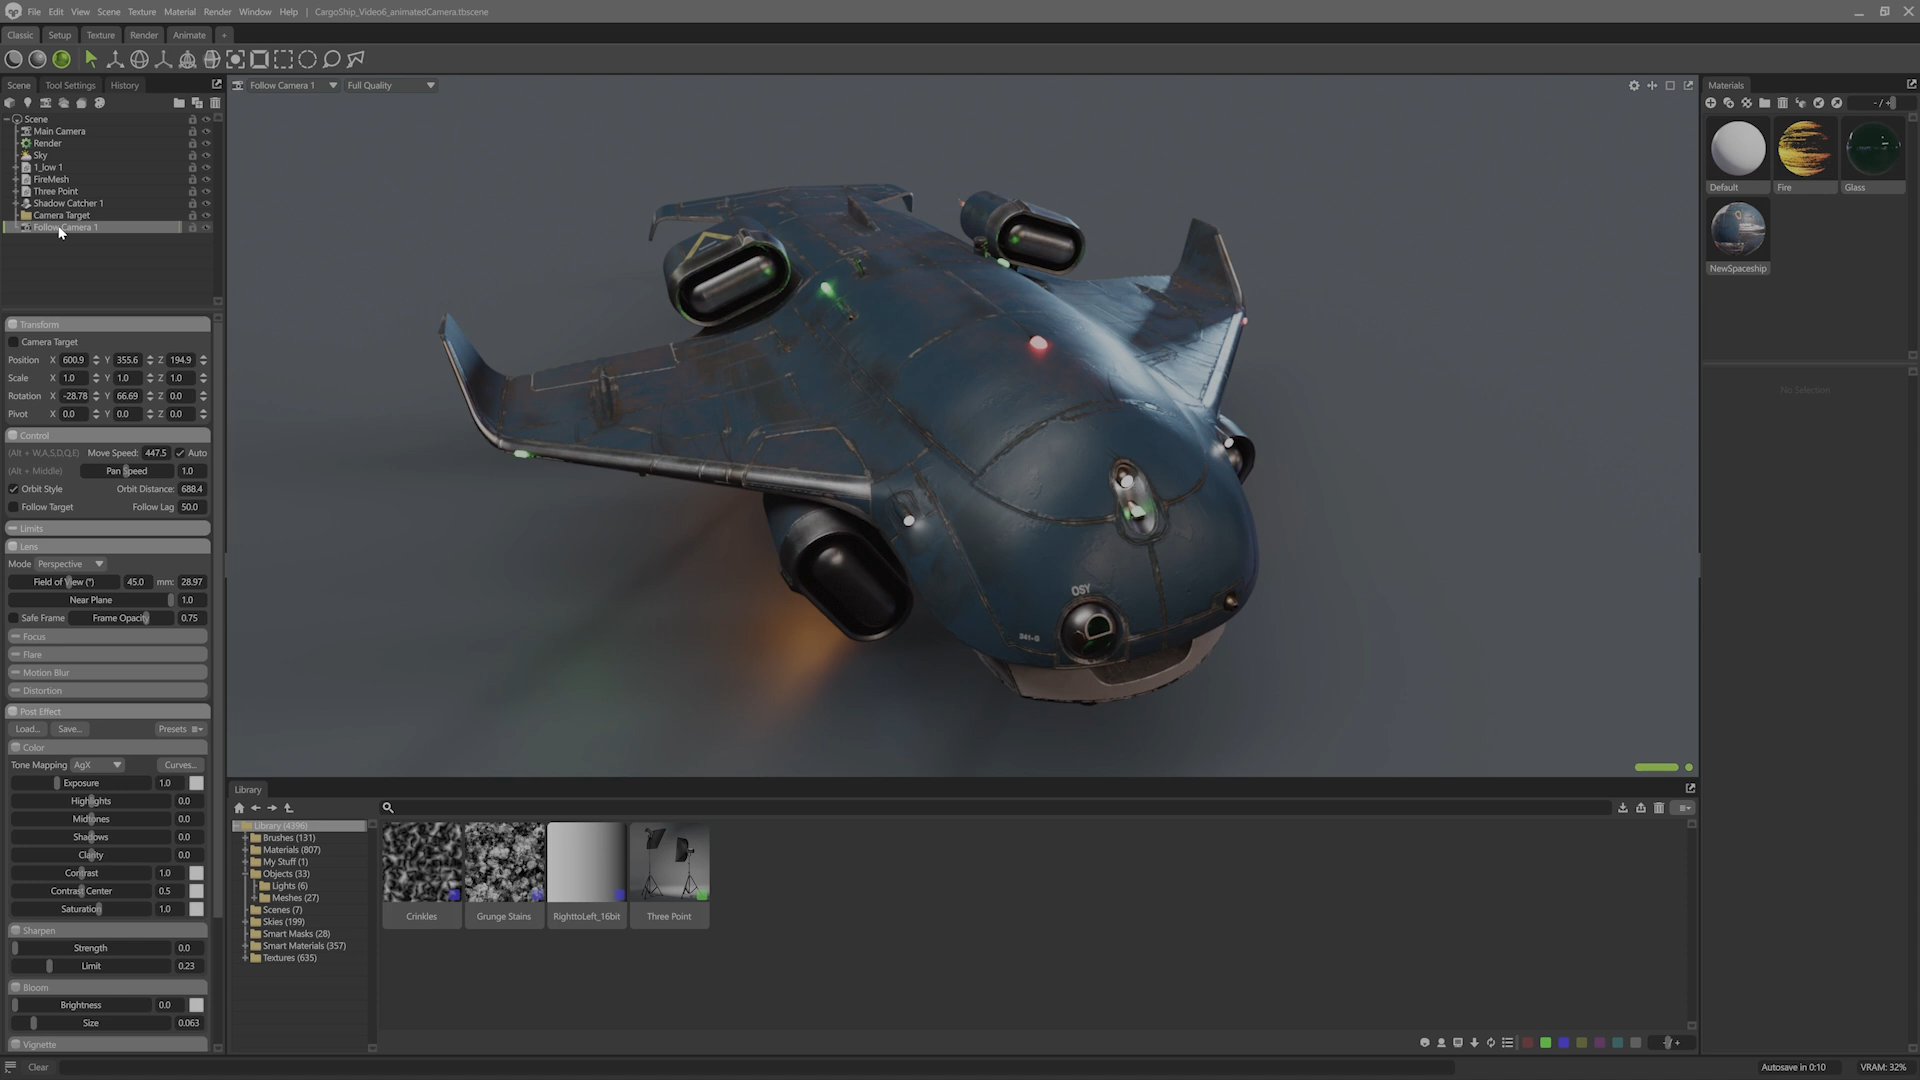 File Edit View Scene Texture Material Render Window Help | CargoShip_Video6_animatedCamera.tbscene
Classic Setup Texture Render Animate +
Scene Tool Settings History
Follow Camera 1 Full Quality
Materials
- / +
Scene
Main Camera
Render
Sky
1_low 1
FireMesh
Three Point
Shadow Catcher 1
Camera Target
Follow Camera 1
Default Fire Glass
NewSpaceship
No Selection
Transform
Camera Target
Position X 600.9 Y 355.6 Z 194.9
Scale X 1.0 Y 1.0 Z 1.0
Rotation X -28.78 Y 66.69 Z 0.0
Pivot X 0.0 Y 0.0 Z 0.0
Control
(Alt + W,A,S,D,Q,E) Move Speed: 447.5 Auto
(Alt + Middle) Pan Speed 1.0
Orbit Style Orbit Distance: 688.4
Follow Target Follow Lag 50.0
Limits
Lens
Mode Perspective
Field of View (°) 45.0 mm: 28.97
Near Plane 1.0
Safe Frame Frame Opacity 0.75
Focus
Flare
Motion Blur
Distortion
Post Effect
Load... Save... Presets
Color
Tone Mapping AgX Curves...
Exposure 1.0
Highlights 0.0
Midtones 0.0
Shadows 0.0
Clarity 0.0
Contrast 1.0
Contrast Center 0.5
Saturation 1.0
Sharpen
Strength 0.0
Limit 0.23
Bloom
Brightness 0.0
Size 0.063
Vignette
OSY
341-G
Library
Library (4396)
Brushes (131)
Materials (807)
My Stuff (1)
Objects (33)
Lights (6)
Meshes (27)
Scenes (7)
Skies (199)
Smart Masks (28)
Smart Materials (357)
Textures (635)
Crinkles Grunge Stains RighttoLeft_16bit Three Point
Clear
Autosave in 0:10 VRAM: 32%